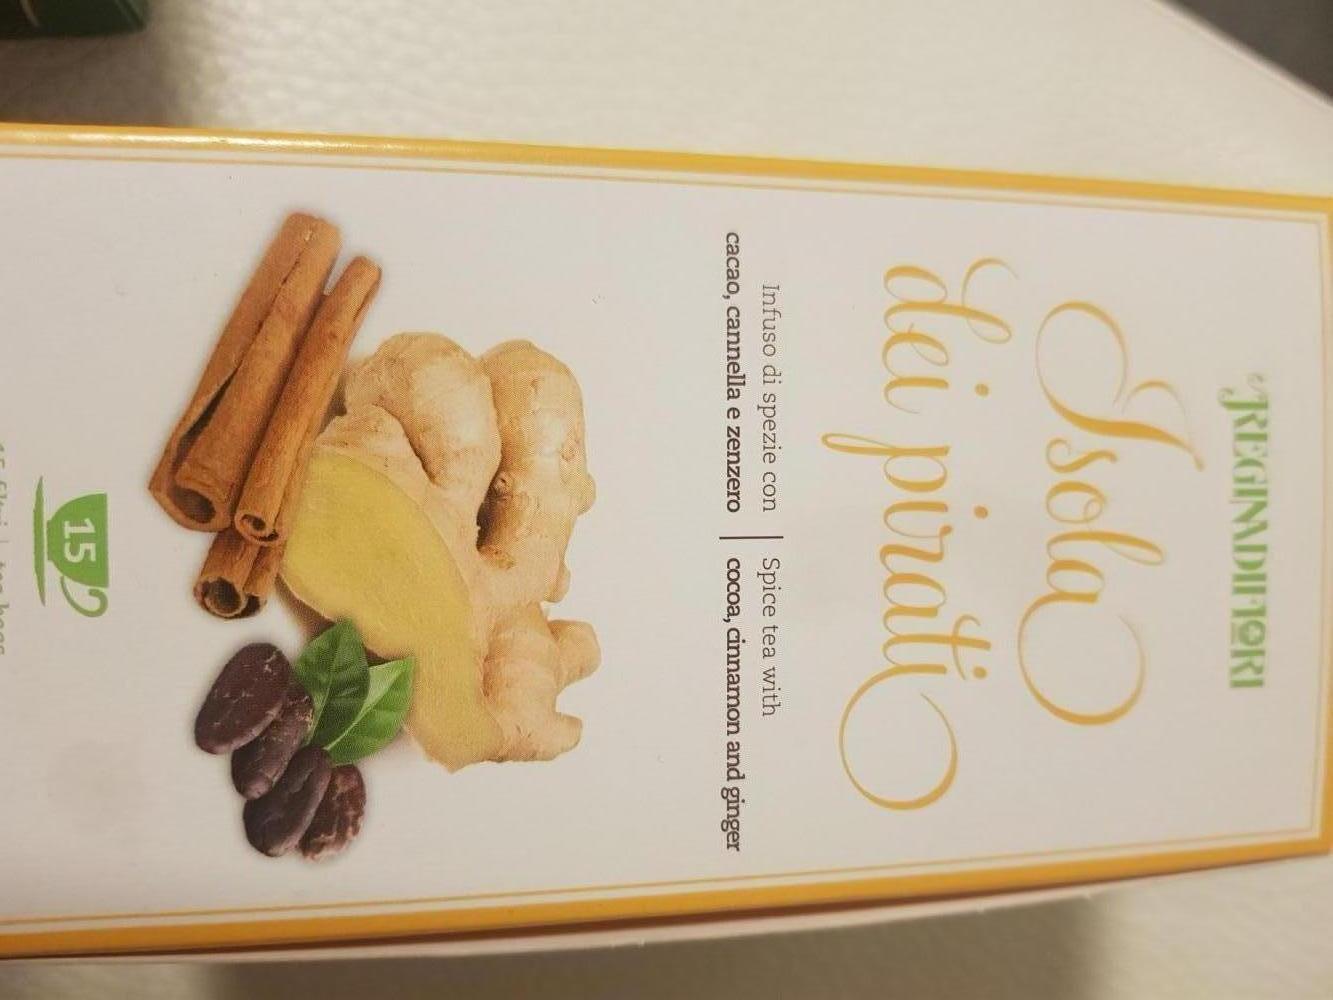 REGINADIFIORI
Isola
dei pirati
Infuso di spezie con
cacao, cannella e zenzero
Spice tea with
cocoa, cinnamon and ginger
15